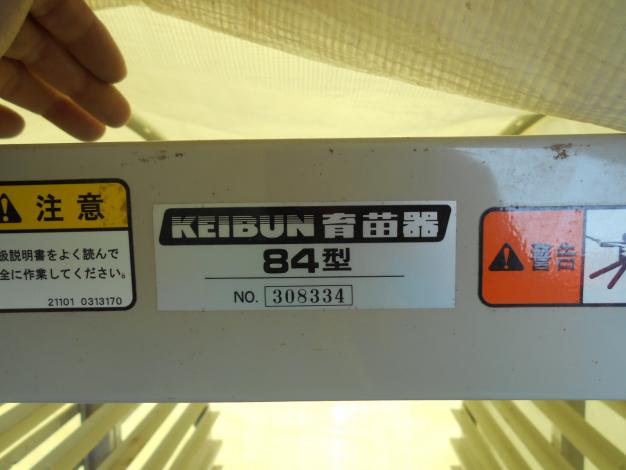 注意
扱説明書をよく読んで
全に作業してください。
21101 0313170
KEIBUN 育苗器
84型
NO. 308334
警告